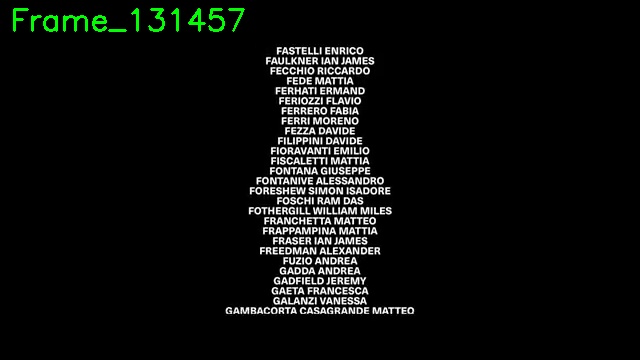 Frame_131457
FASTELLI ENRICO
FAULKNER IAN JAMES
FECCHIO RICCARDO
FEDE MATTIA
FERHATI ERMAND
FERIOZZI FLAVIO
FERRERO FABIA
FERRI MORENO
FEZZA DAVIDE
FILIPPINI DAVIDE
FIORAVANTI EMILIO
FISCALETTI MATTIA
FONTANA GIUSEPPE
FONTANIVE ALESSANDRO
FORESHEW SIMON ISADORE
FOSCHI RAM DAS
FOTHERGILL WILLIAM MILES
FRANCHETTA MATTEO
FRAPPAMPINA MATTIA
FRASER IAN JAMES
FREEDMAN ALEXANDER
FUZIO ANDREA
GADDA ANDREA
GADFIELD JEREMY
GAETA FRANCESCA
GALANZI VANESSA
GAMBACORTA CASAGRANDE MATTEO